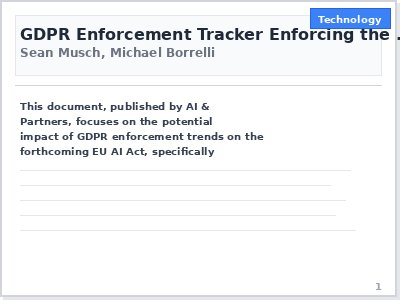 Technology
GDPR Enforcement Tracker Enforcing the .
Sean Musch, Michael Borrelli
This document, published by AI &
Partners, focuses on the potential
impact of GDPR enforcement trends on the
forthcoming EU AI Act, specifically
1